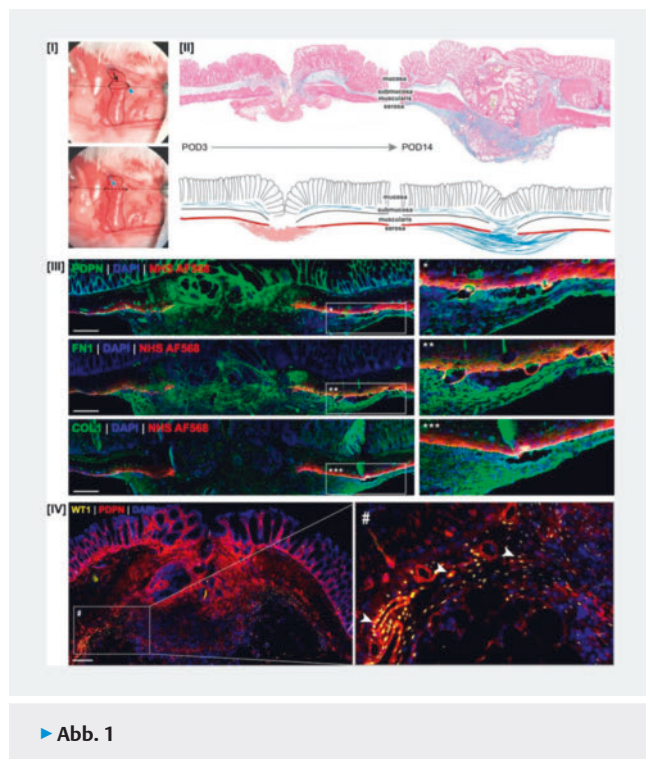 [I]
[II]
mucosa
submucosa
muscularis
serosa
POD3
POD14
mucosa
submucosa
muscularis
serosa
[III]
PDPN | DAPI | NHS AF568
*
*
FN1 | DAPI | NHS AF568
**
**
COL1 | DAPI | NHS AF568
***
***
[IV]
WT1 | PDPN | DAPI
#
#
▸ Abb. 1